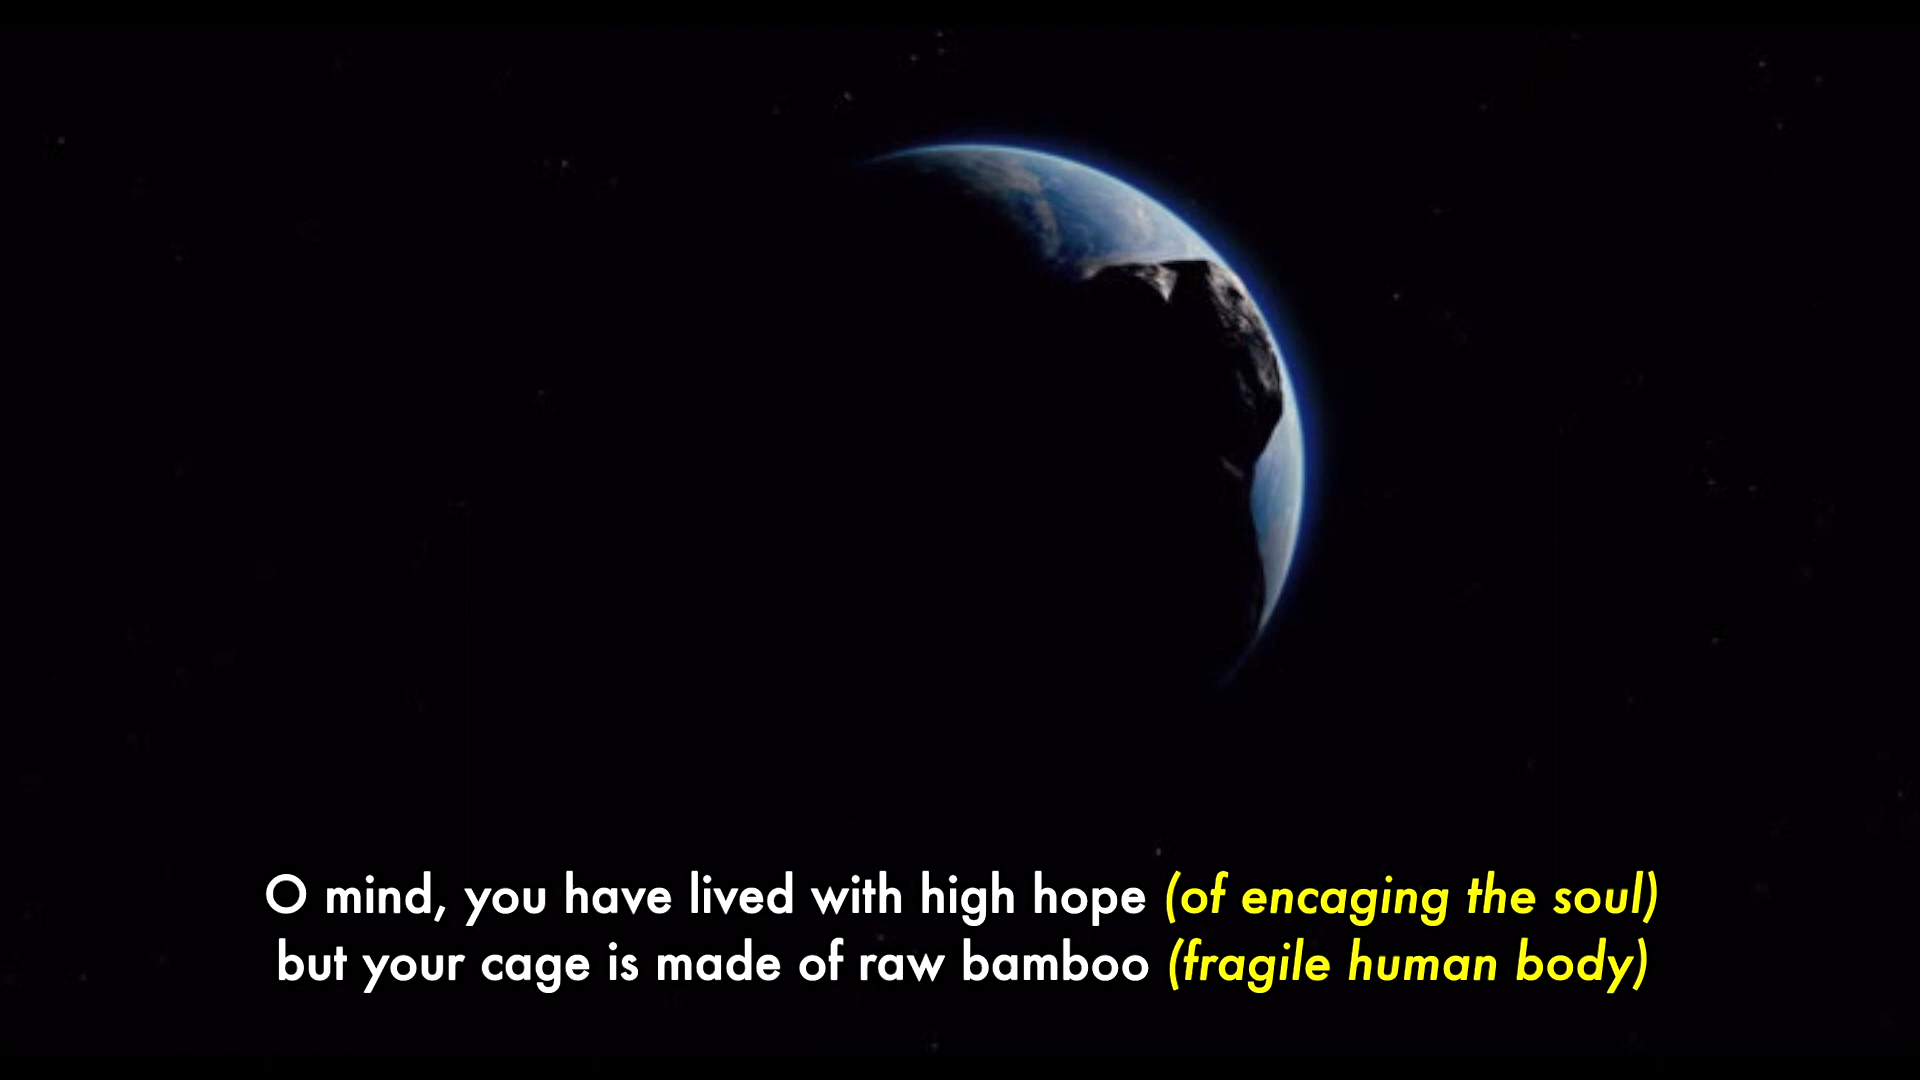 O mind, you have lived with high hope (of encaging the soul)
but your cage is made of raw bamboo (fragile human body)